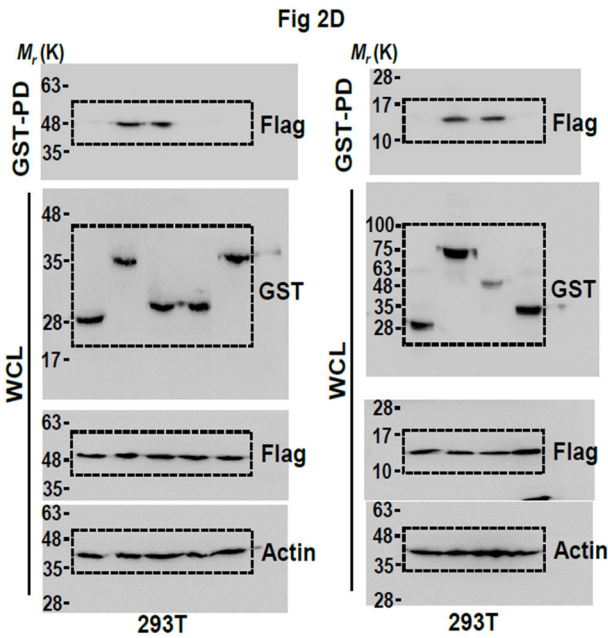 Fig 2D
Mr (K)
63-
48-
35-
GST-PD
Flag
48-
35-
28-
17-
GST
WCL
63-
48-
35-
Flag
63-
48-
35-
28-
Actin
293T
Mr (K)
28-
17-
10-
GST-PD
Flag
100-
75-
63-
48-
35-
28-
GST
WCL
28-
17-
10-
Flag
63-
48-
35-
28-
Actin
293T